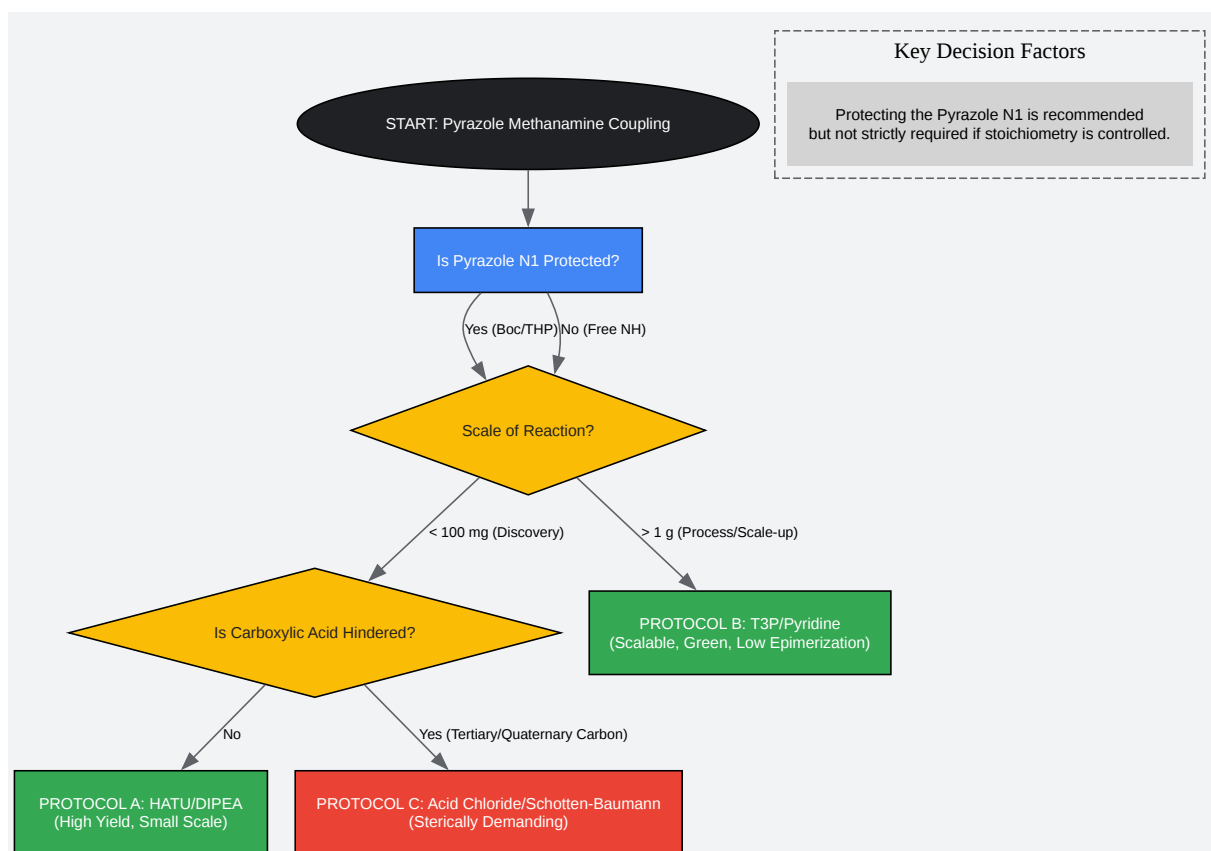 Key Decision Factors
Protecting the Pyrazole N1 is recommended
but not strictly required if stoichiometry is controlled.
START: Pyrazole Methanamine Coupling
Is Pyrazole N1 Protected?
Yes (Boc/THP)
No (Free NH)
Scale of Reaction?
< 100 mg (Discovery)
> 1 g (Process/Scale-up)
Is Carboxylic Acid Hindered?
PROTOCOL B: T3P/Pyridine
(Scalable, Green, Low Epimerization)
No
Yes (Tertiary/Quaternary Carbon)
PROTOCOL A: HATU/DIPEA
(High Yield, Small Scale)
PROTOCOL C: Acid Chloride/Schotten-Baumann
(Sterically Demanding)